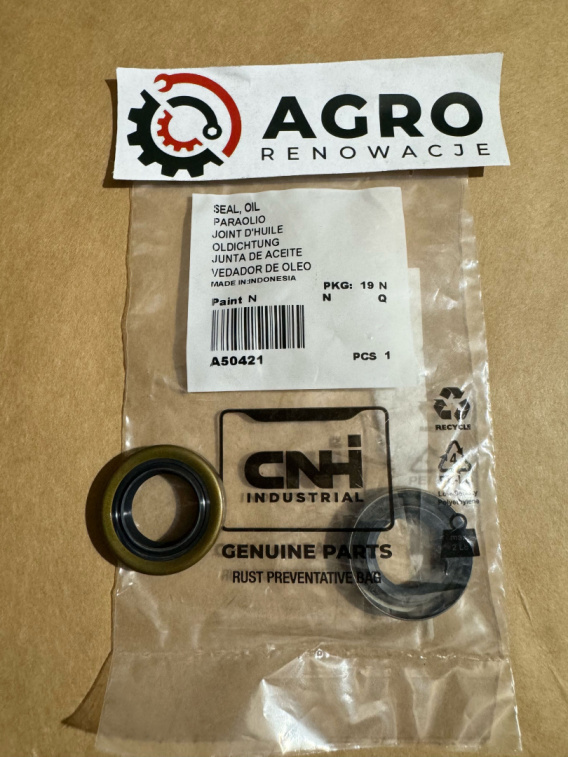 AGRO
RENOWACJE
SEAL, OIL
PARAOLIO
JOINT D'HUILE
OLDICHTUNG
JUNTA DE ACEITE
VEDADOR DE OLEO
MADE IN:INDONESIA
PKG: 19 N
Paint N N Q
A50421 PCS 1
RECYCLE
CNH
INDUSTRIAL
4
GENUINE PARTS
RUST PREVENTATIVE BAG